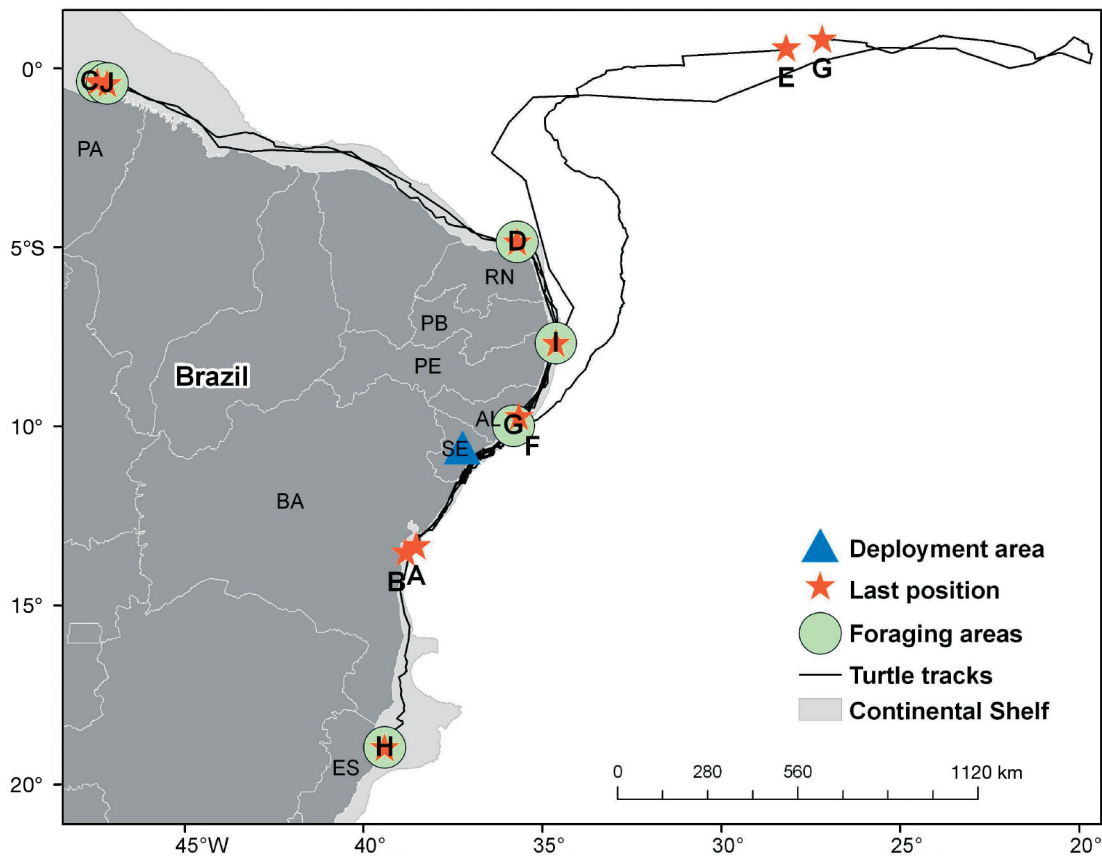 0°
5°S
10°
15°
20°
45°W
40°
35°
30°
25°
20°
E
G
C
J
PA
D
RN
PB
I
PE
Brazil
AL
G
F
SE
BA
B
A
H
ES
Deployment area
Last position
Foraging areas
Turtle tracks
Continental Shelf
0
280
560
1120 km